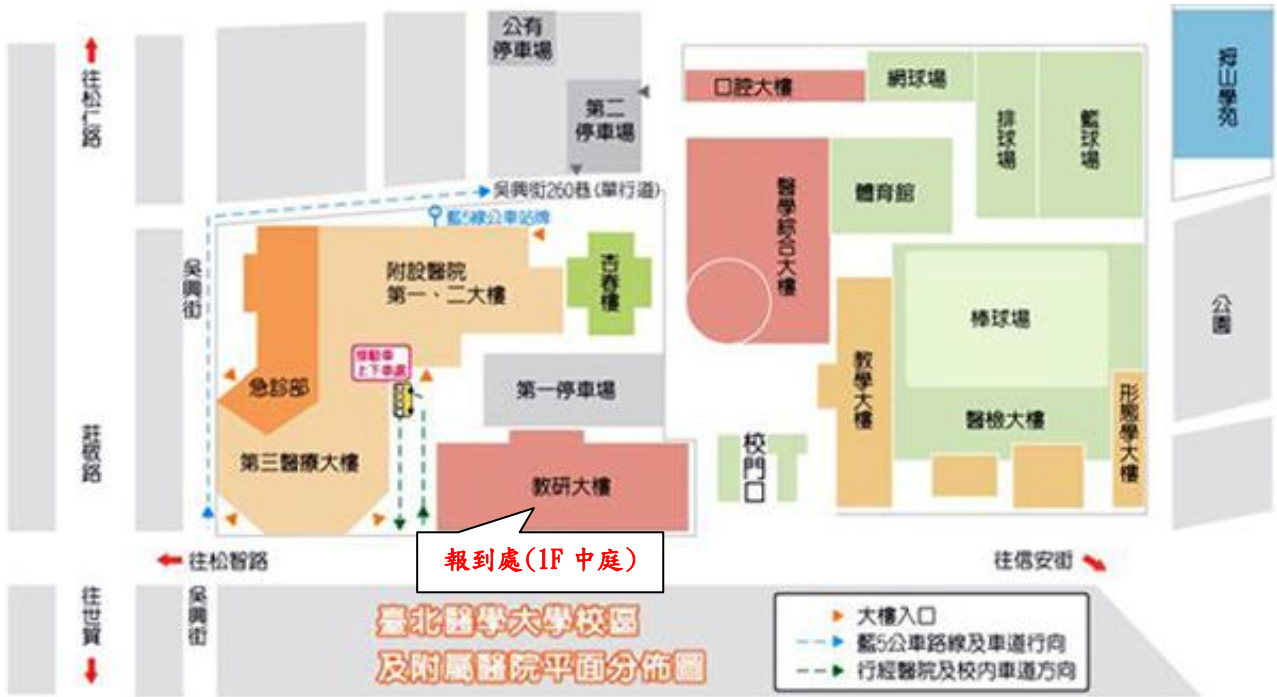 公有
停車場
第二
停車場
往松仁路
口腔大樓
網球場
排球場
籃球場
拇山學苑
吳興街260巷(單行道)
藍5線公車站牌
吳興街
附設醫院
第一、二大樓
杏春樓
醫學綜合大樓
體育館
棒球場
公園
接駁車
上下車處
急診部
第一停車場
教學大樓
醫檢大樓
形態學大樓
莊敬路
第三醫療大樓
教研大樓
校門口
報到處(1F 中庭)
往松智路
往信安街
往世貿
吳興街
臺北醫學大學校區
及附屬醫院平面分佈圖
大樓入口
藍5公車路線及車道行向
行經醫院及校內車道方向